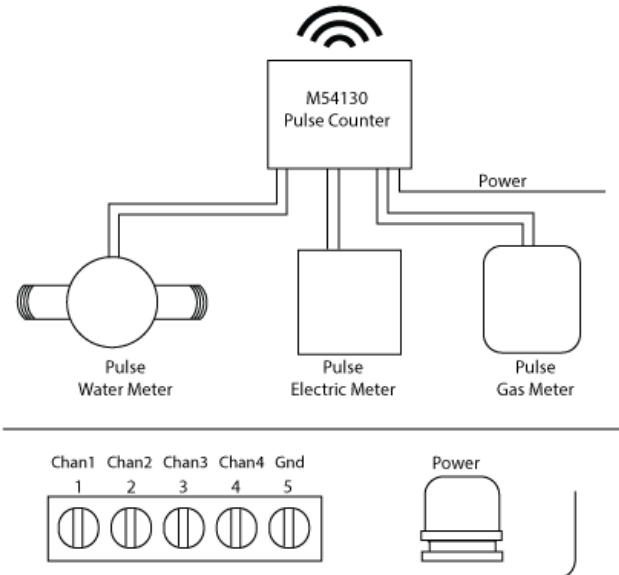 M54130
Pulse Counter
Power
Pulse
Water Meter
Pulse
Electric Meter
Pulse
Gas Meter
Chan1 Chan2 Chan3 Chan4 Gnd
1 2 3 4 5
Power